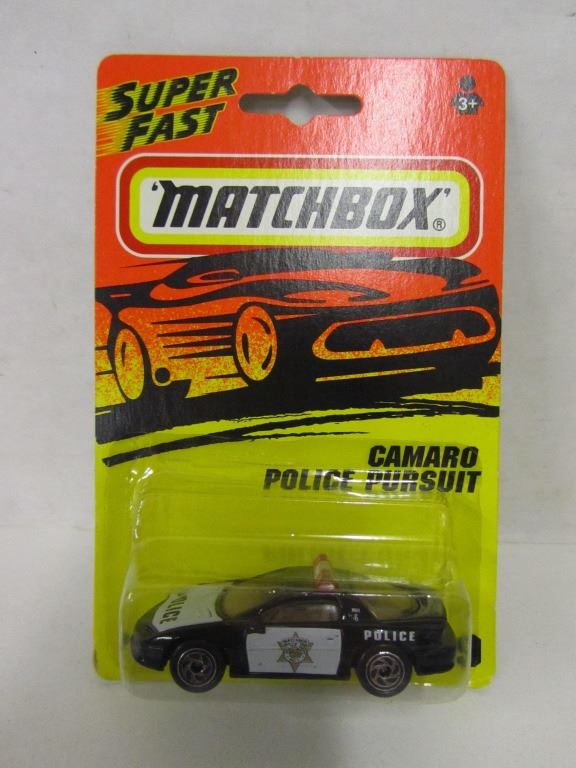 SUPER
FAST
3+
'MATCHBOX'®
CAMARO
POLICE PURSUIT
POLICE
POLICE